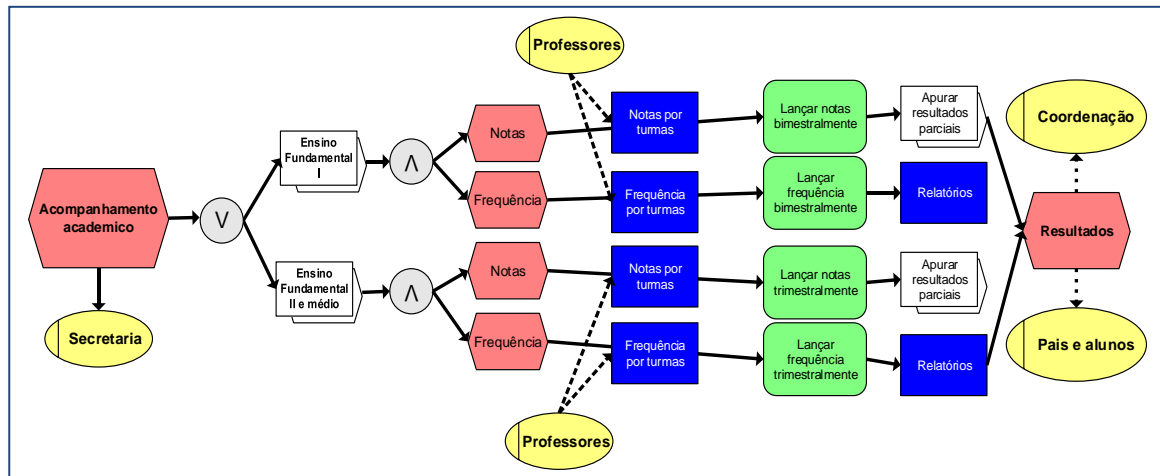 Professores
Acompanhamento
academico
Secretaria
V
Ensino
Fundamental
I
Λ
Notas
Notas por
turmas
Lançar notas
bimestralmente
Apurar
resultados
parciais
Frequência
Frequência
por turmas
Lançar
frequência
bimestralmente
Relatórios
Ensino
Fundamental
II e médio
Λ
Notas
Notas por
turmas
Lançar notas
trimestralmente
Apurar
resultados
parciais
Frequência
Frequência
por turmas
Lançar
frequência
trimestralmente
Relatórios
Professores
Coordenação
Resultados
Pais e alunos